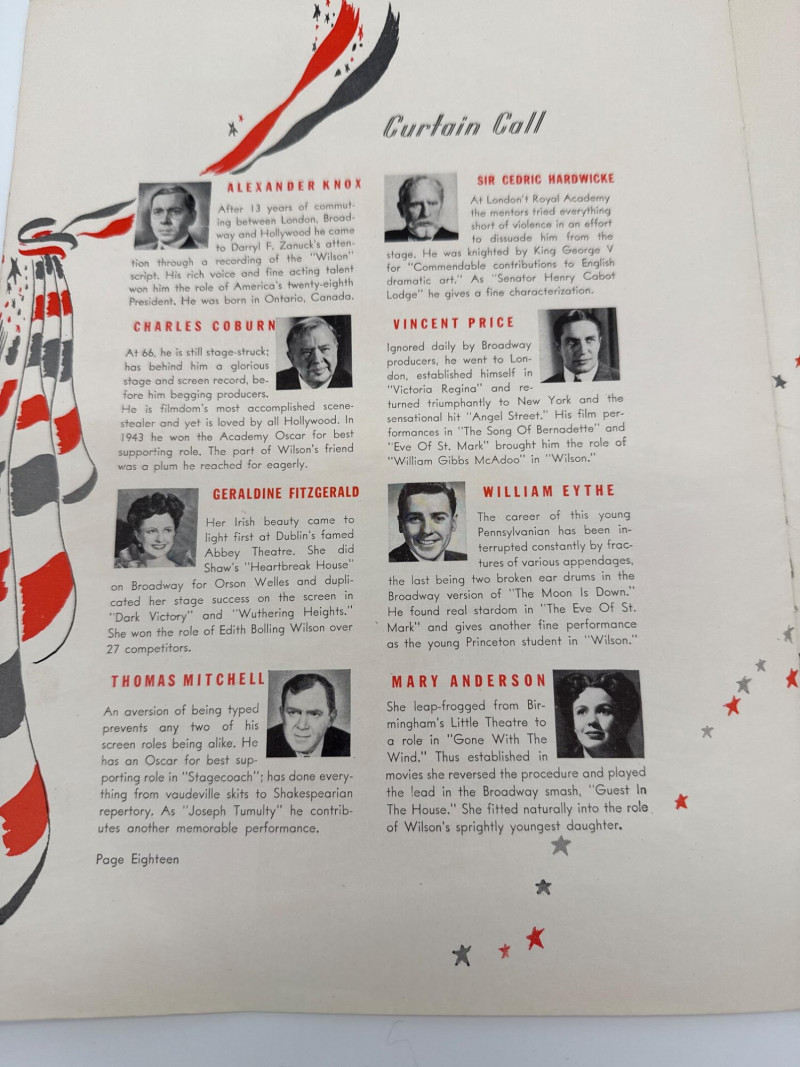 Curtain Call
ALEXANDER KNOX
After 13 years of commut-
ing between London, Broad-
way and Hollywood he came
to Darryl F. Zanuck's atten-
tion through a recording of the "Wilson"
script. His rich voice and fine acting talent
won him the role of America's twenty-eighth
President. He was born in Ontario, Canada.
CHARLES COBURN
At 66, he is still stage-struck;
has behind him a glorious
stage and screen record, be-
fore him begging producers.
He is filmdom's most accomplished scene-
stealer and yet is loved by all Hollywood. In
1943 he won the Academy Oscar for best
supporting role. The part of Wilson's friend
was a plum he reached for eagerly.
GERALDINE FITZGERALD
Her Irish beauty came to
light first at Dublin's famed
Abbey Theatre. She did
Shaw's "Heartbreak House"
on Broadway for Orson Welles and dupli-
cated her stage success on the screen in
"Dark Victory" and "Wuthering Heights."
She won the role of Edith Bolling Wilson over
27 competitors.
THOMAS MITCHELL
An aversion of being typed
prevents any two of his
screen roles being alike. He
has an Oscar for best sup-
porting role in "Stagecoach"; has done every-
thing from vaudeville skits to Shakespearian
repertory. As "Joseph Tumulty" he contrib-
utes another memorable performance.
Page Eighteen
SIR CEDRIC HARDWICKE
At London't Royal Academy
the mentors tried everything
short of violence in an effort
to dissuade him from the
stage. He was knighted by King George V
for "Commendable contributions to English
dramatic art." As "Senator Henry Cabot
Lodge" he gives a fine characterization.
VINCENT PRICE
Ignored daily by Broadway
producers, he went to Lon-
don, established himself in
"Victoria Regina" and re-
turned triumphantly to New York and the
sensational hit "Angel Street." His film per-
formances in "The Song Of Bernadette" and
"Eve Of St. Mark" brought him the role of
"William Gibbs McAdoo" in "Wilson."
WILLIAM EYTHE
The career of this young
Pennsylvanian has been in-
terrupted constantly by frac-
tures of various appendages,
the last being two broken ear drums in the
Broadway version of "The Moon Is Down."
He found real stardom in "The Eve Of St.
Mark" and gives another fine performance
as the young Princeton student in "Wilson."
MARY ANDERSON
She leap-frogged from Bir-
mingham's Little Theatre to
a role in "Gone With The
Wind." Thus established in
movies she reversed the procedure and played
the lead in the Broadway smash, "Guest In
The House." She fitted naturally into the role
of Wilson's sprightly youngest daughter.